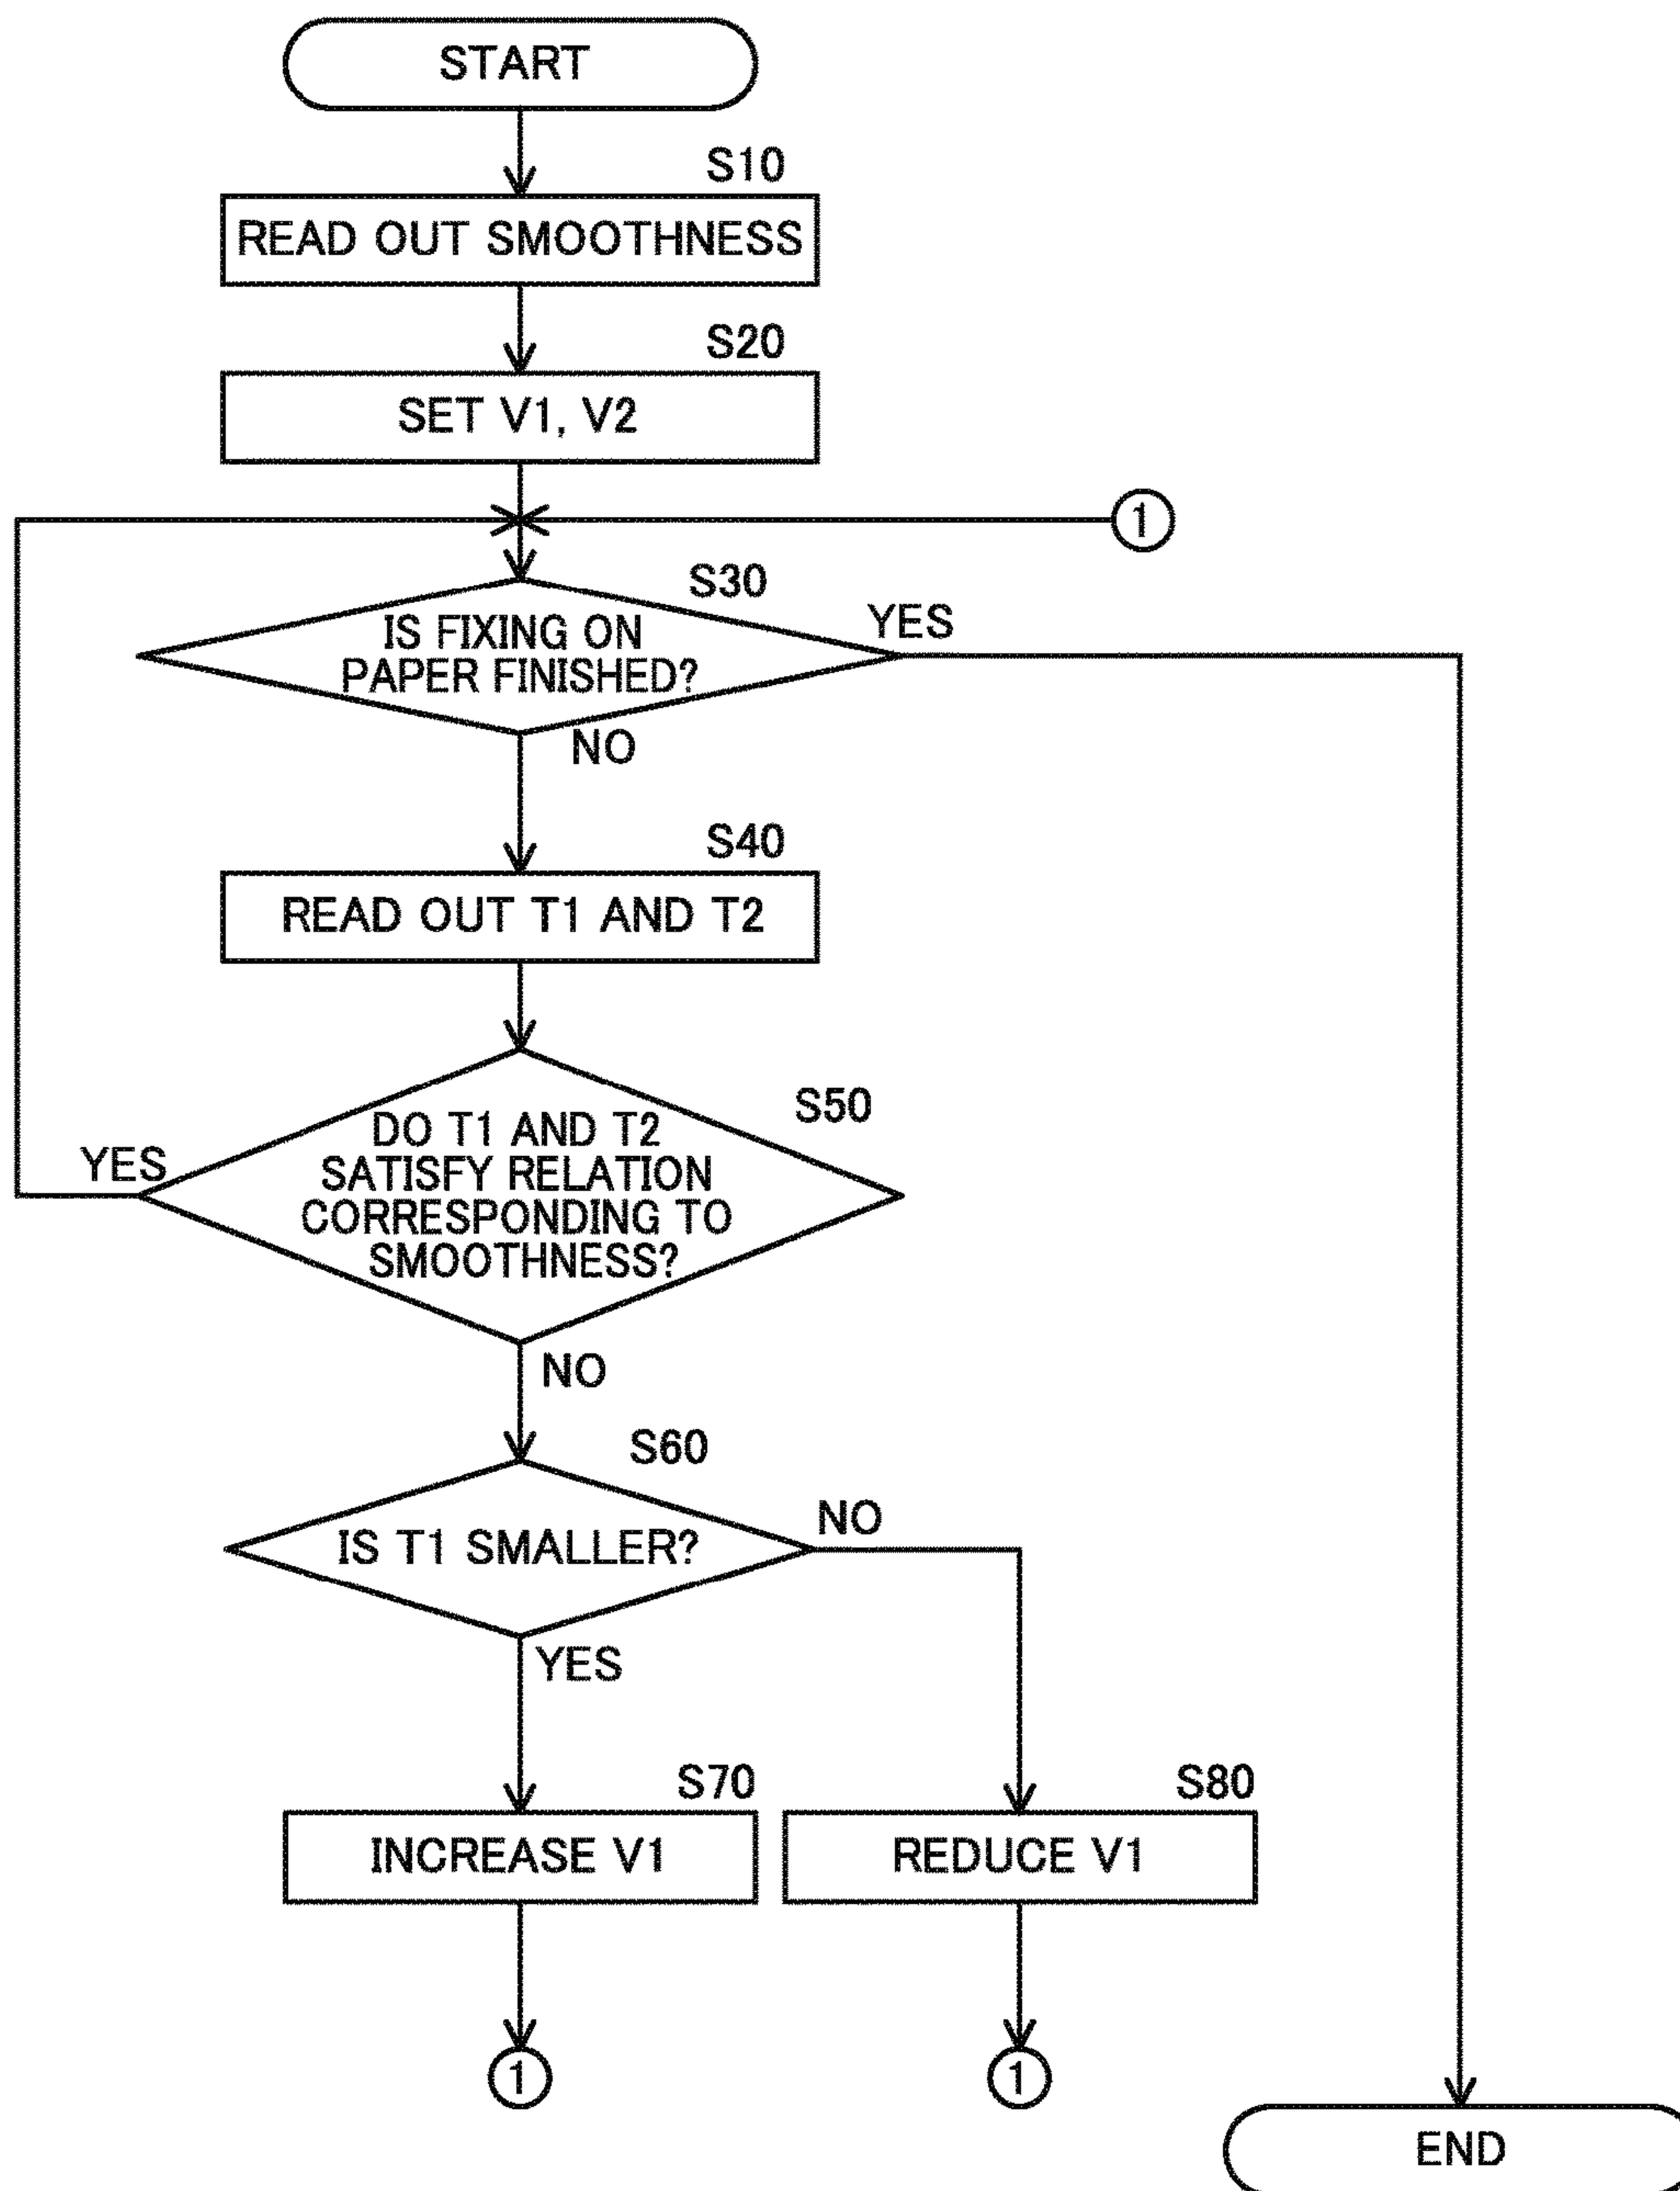 START
S10
READ OUT SMOOTHNESS
S20
SET V1, V2
1
S30
IS FIXING ON
PAPER FINISHED?
YES
NO
S40
READ OUT T1 AND T2
S50
DO T1 AND T2
SATISFY RELATION
CORRESPONDING TO
SMOOTHNESS?
YES
NO
S60
IS T1 SMALLER?
NO
YES
S70
INCREASE V1
S80
REDUCE V1
1
1
END